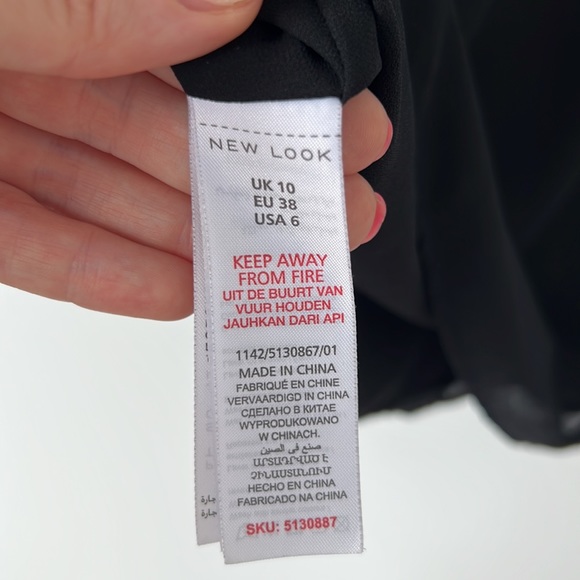 NEW LOOK
UK 10
EU 38
USA 6
KEEP AWAY
FROM FIRE
UIT DE BUURT VAN
VUUR HOUDEN
JAUHKAN DARI API
1142/5130867/01
MADE IN CHINA
FABRIQUÉ EN CHINE
VERVAARDIGD IN CHINA
СДЕЛАНО В КИТАЕ
WYPRODUKOWANO
W CHINACH.
صنع في الصين
ԱՐՏԱԴՐՎԱԾ Է
ՉԻՆԱՍՏԱՆՈՒՄ
HECHO EN CHINA
FABRICADO NA CHINA
SKU: 5130887